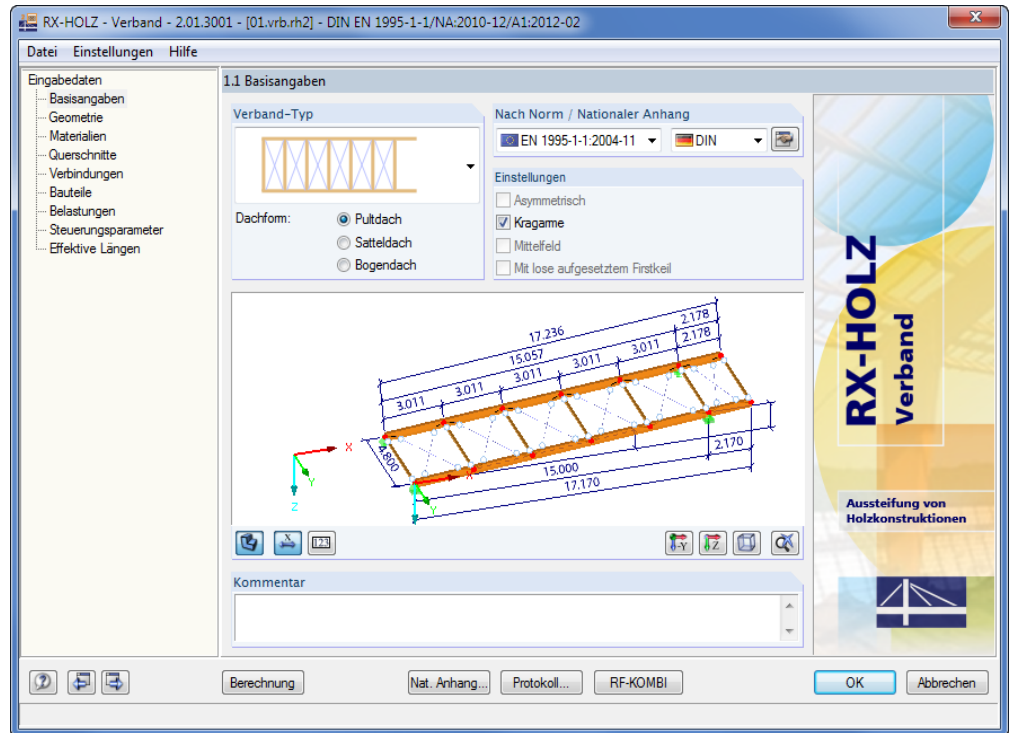 RX-HOLZ - Verband - 2.01.3001 - [01.vrb.rh2] - DIN EN 1995-1-1/NA:2010-12/A1:2012-02
Datei Einstellungen Hilfe
Eingabedaten
Basisangaben
Geometrie
Materialien
Querschnitte
Verbindungen
Bauteile
Belastungen
Steuerungsparameter
Effektive Längen
1.1 Basisangaben
Verband-Typ
Dachform:
Pultdach
Satteldach
Bogendach
Nach Norm / Nationaler Anhang
EN 1995-1-1:2004-11
DIN
Einstellungen
Asymmetrisch
Kragarme
Mittelfeld
Mit lose aufgesetztem Firstkeil
17.236
2.178
15.057
2.178
3.011
3.011
3.011
3.011
3.011
4.800
X
Y
Z
X
Y
2.170
15.000
17.170
X
123
-Y
Z
Kommentar
RX-HOLZ
Verband
Aussteifung von
Holzkonstruktionen
Berechnung
Nat. Anhang...
Protokoll...
RF-KOMBI
OK
Abbrechen